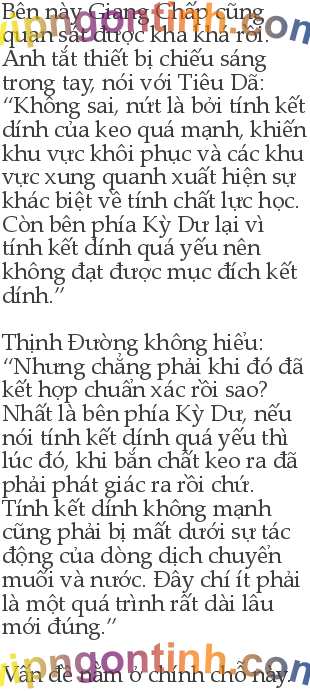 Bên này Giang Chấp cũng
quan sát được kha khá rồi.
Anh tắt thiết bị chiếu sáng
trong tay, nói với Tiêu Dã:
“Không sai, nứt là bởi tính kết
dính của keo quá mạnh, khiến
khu vực khôi phục và các khu
vực xung quanh xuất hiện sự
khác biệt về tính chất lực học.
Còn bên phía Kỳ Dư lại vì
tính kết dính quá yếu nên
không đạt được mục đích kết
dính.”
Thịnh Đường không hiểu:
“Nhưng chẳng phải khi đó đã
kết hợp chuẩn xác rồi sao?
Nhất là bên phía Kỳ Dư, nếu
nói tính kết dính quá yếu thì
lúc đó, khi bắn chất keo ra đã
phải phát giác ra rồi chứ.
Tính kết dính không mạnh
cũng phải bị mất dưới sự tác
động của dòng dịch chuyển
muối và nước. Đây chí ít phải
là một quá trình rất dài lâu
mới đúng.”
Vấn đề nằm ở chính chỗ này.
vipngontinh.com